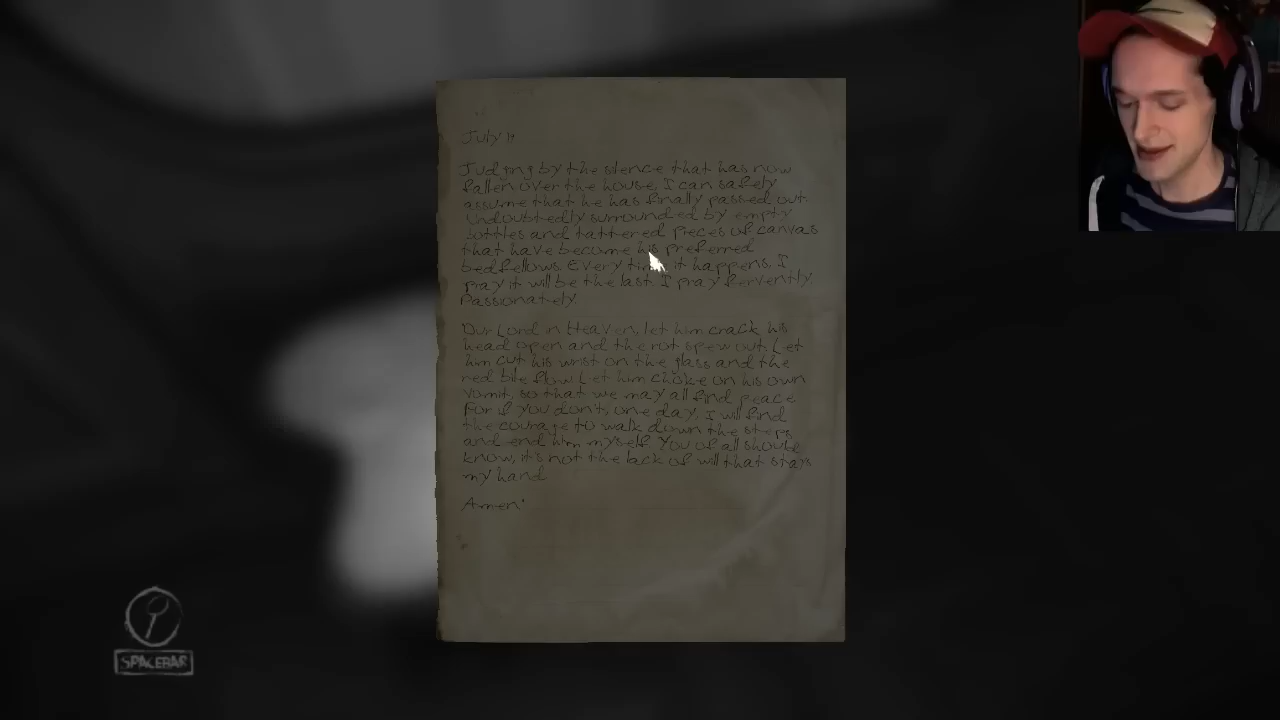 July 14
Judging by the stence that has now
fallen over the house, I can safety
assume that he has finally passed out.
Undoubtedly surrounded by empty
bottles and tattered pieces of canvas
that have become his preferred
bedfellows. Every time it happens, I
pray it will be the last. I pray fervently.
Passionately.
Our Lord in Heaven, let him crack his
head open and the rot spew out. Let
him cut his wrist on the glass and the
red bile flow. Let him choke on his own
vomit, so that we may all find peace
For if you don't, one day, I will find
the courage to walk down the steps
and end him myself. You of all should
know, it's not the lack of will that stays
my hand
Amen"
SPACEBAR